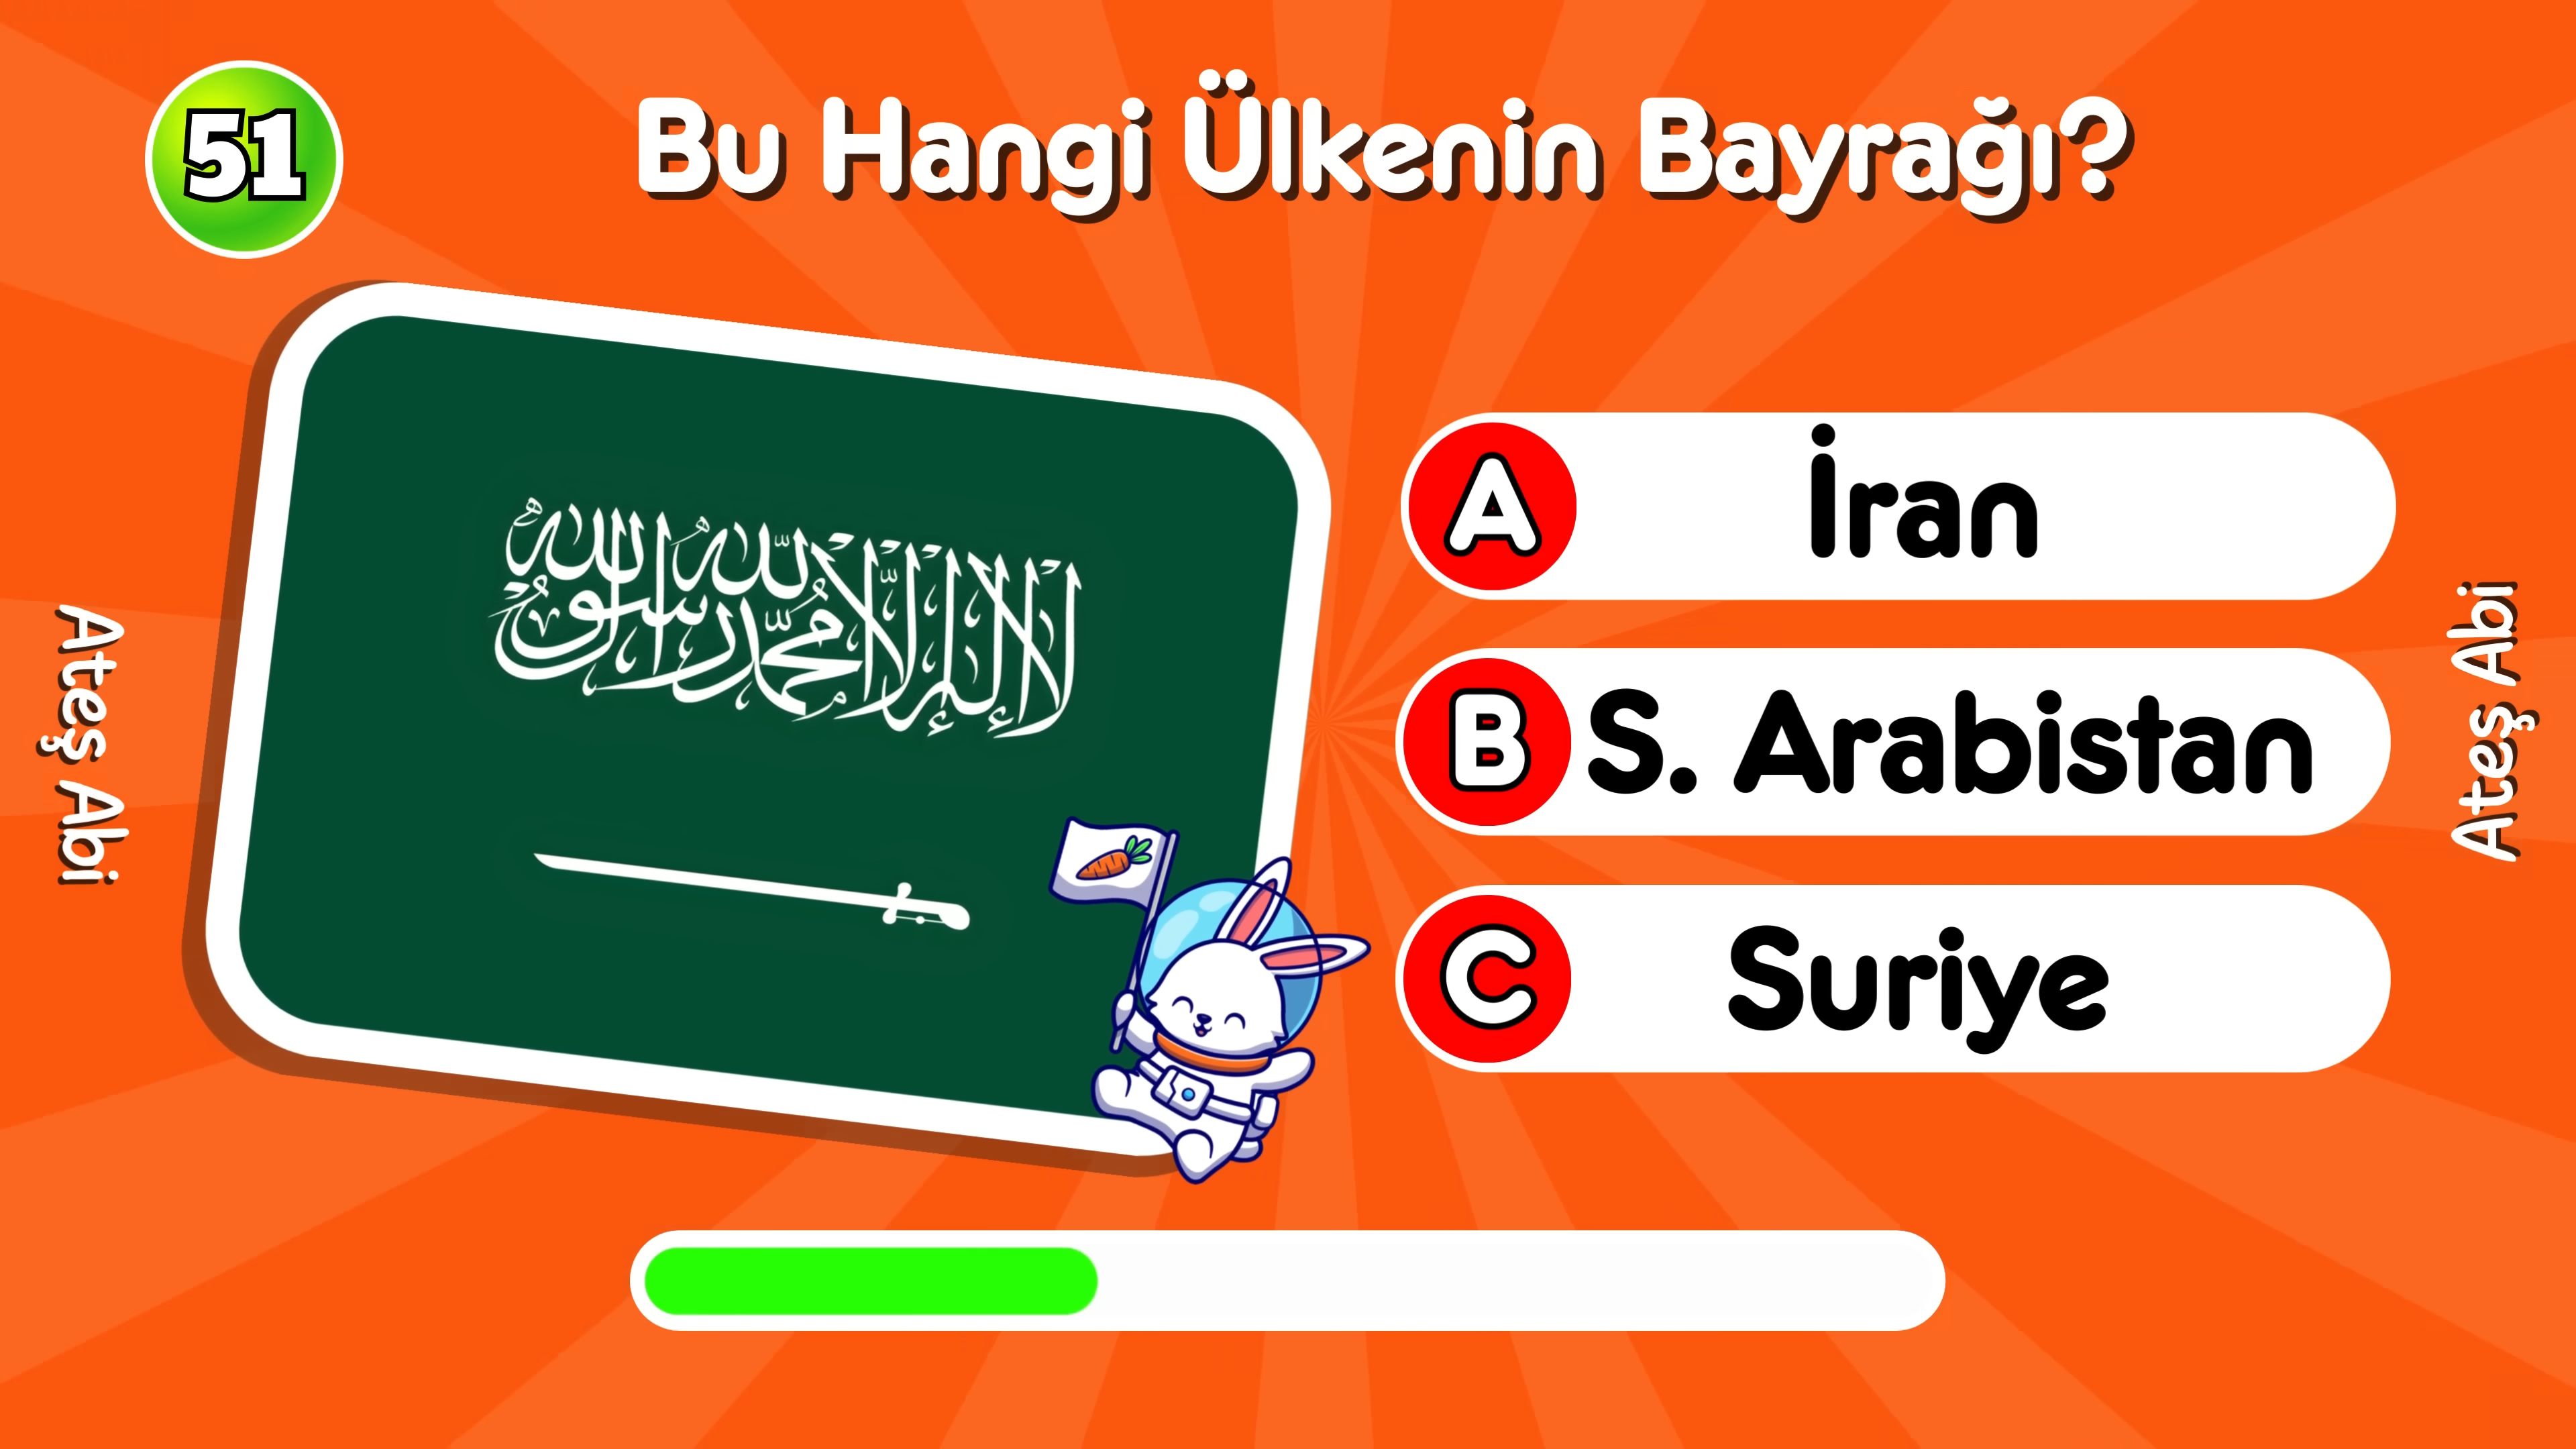 51
Bu Hangi Ülkenin Bayrağı?
لا إله إلا الله محمد رسول الله
A İran
B S. Arabistan
C Suriye
Ateş Abi
Ateş Abi